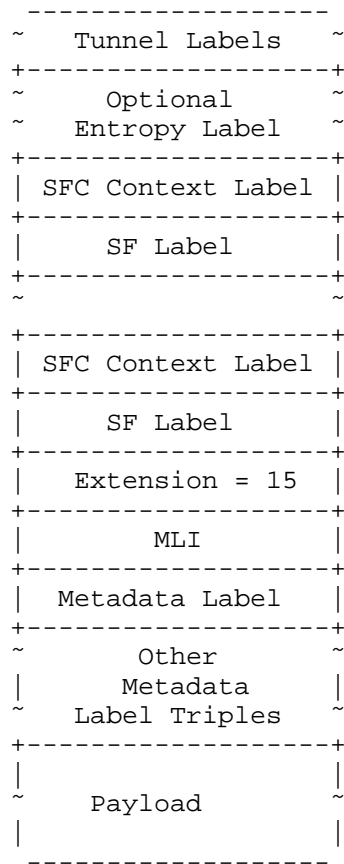 -------------------
~   Tunnel Labels   ~
+-------------------+
~     Optional      ~
~   Entropy Label   ~
+-------------------+
| SFC Context Label |
+-------------------+
|     SF Label      |
+-------------------+
~                   ~
+-------------------+
| SFC Context Label |
+-------------------+
|     SF Label      |
+-------------------+
|   Extension = 15  |
+-------------------+
|        MLI        |
+-------------------+
|  Metadata Label   |
+-------------------+
~       Other       ~
|      Metadata     |
~   Label Triples   ~
+-------------------+
|                   |
~    Payload        ~
|                   |
 -------------------